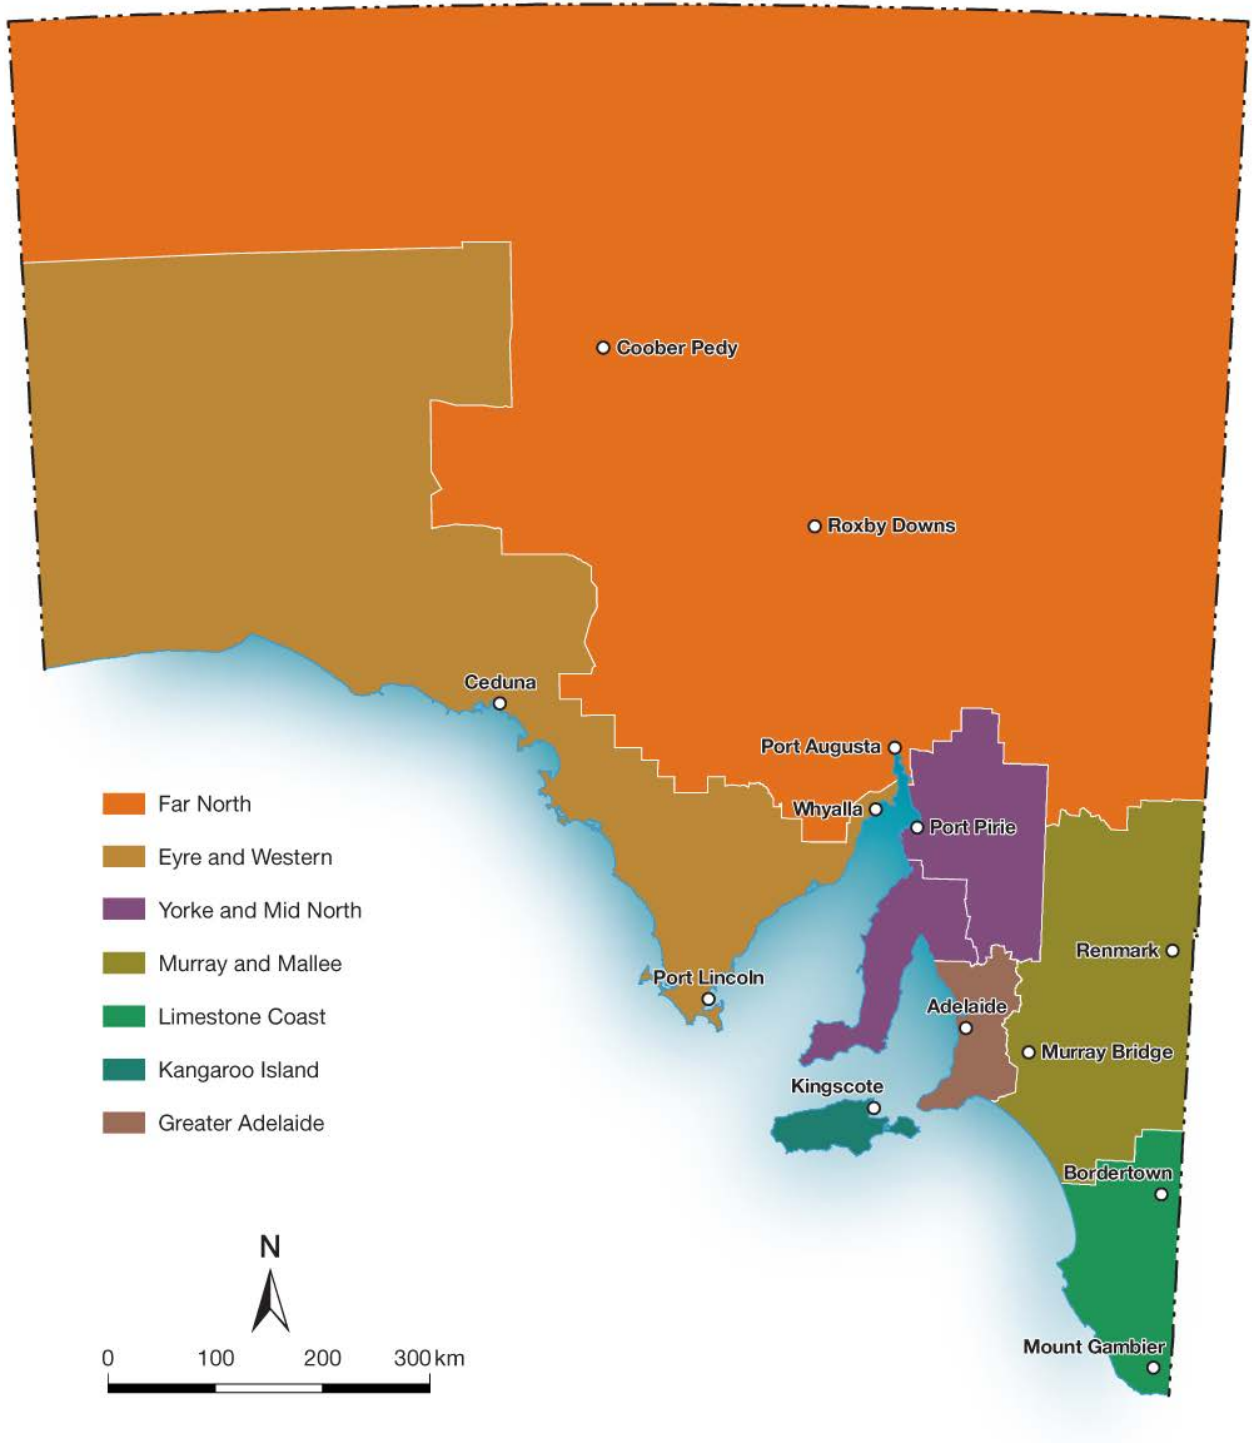 Coober Pedy
Roxby Downs
Ceduna
Port Augusta
Whyalla
Port Pirie
Renmark
Port Lincoln
Adelaide
Murray Bridge
Kingscote
Bordertown
Mount Gambier
Far North
Eyre and Western
Yorke and Mid North
Murray and Mallee
Limestone Coast
Kangaroo Island
Greater Adelaide
N
0 100 200 300 km